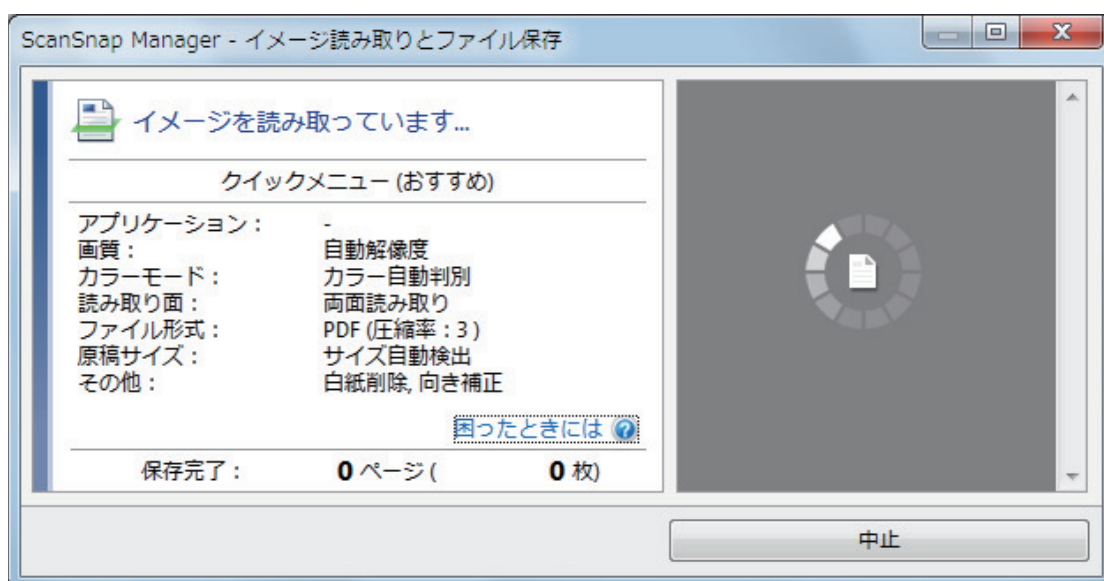 ScanSnap Manager - イメージ読み取りとファイル保存
イメージを読み取っています...
クイックメニュー (おすすめ)
アプリケーション : -
画質 : 自動解像度
カラーモード : カラー自動判別
読み取り面 : 両面読み取り
ファイル形式 : PDF (圧縮率 : 3 )
原稿サイズ : サイズ自動検出
その他 : 白紙削除, 向き補正
困ったときには ?
保存完了 : 0 ページ ( 0 枚)
中止